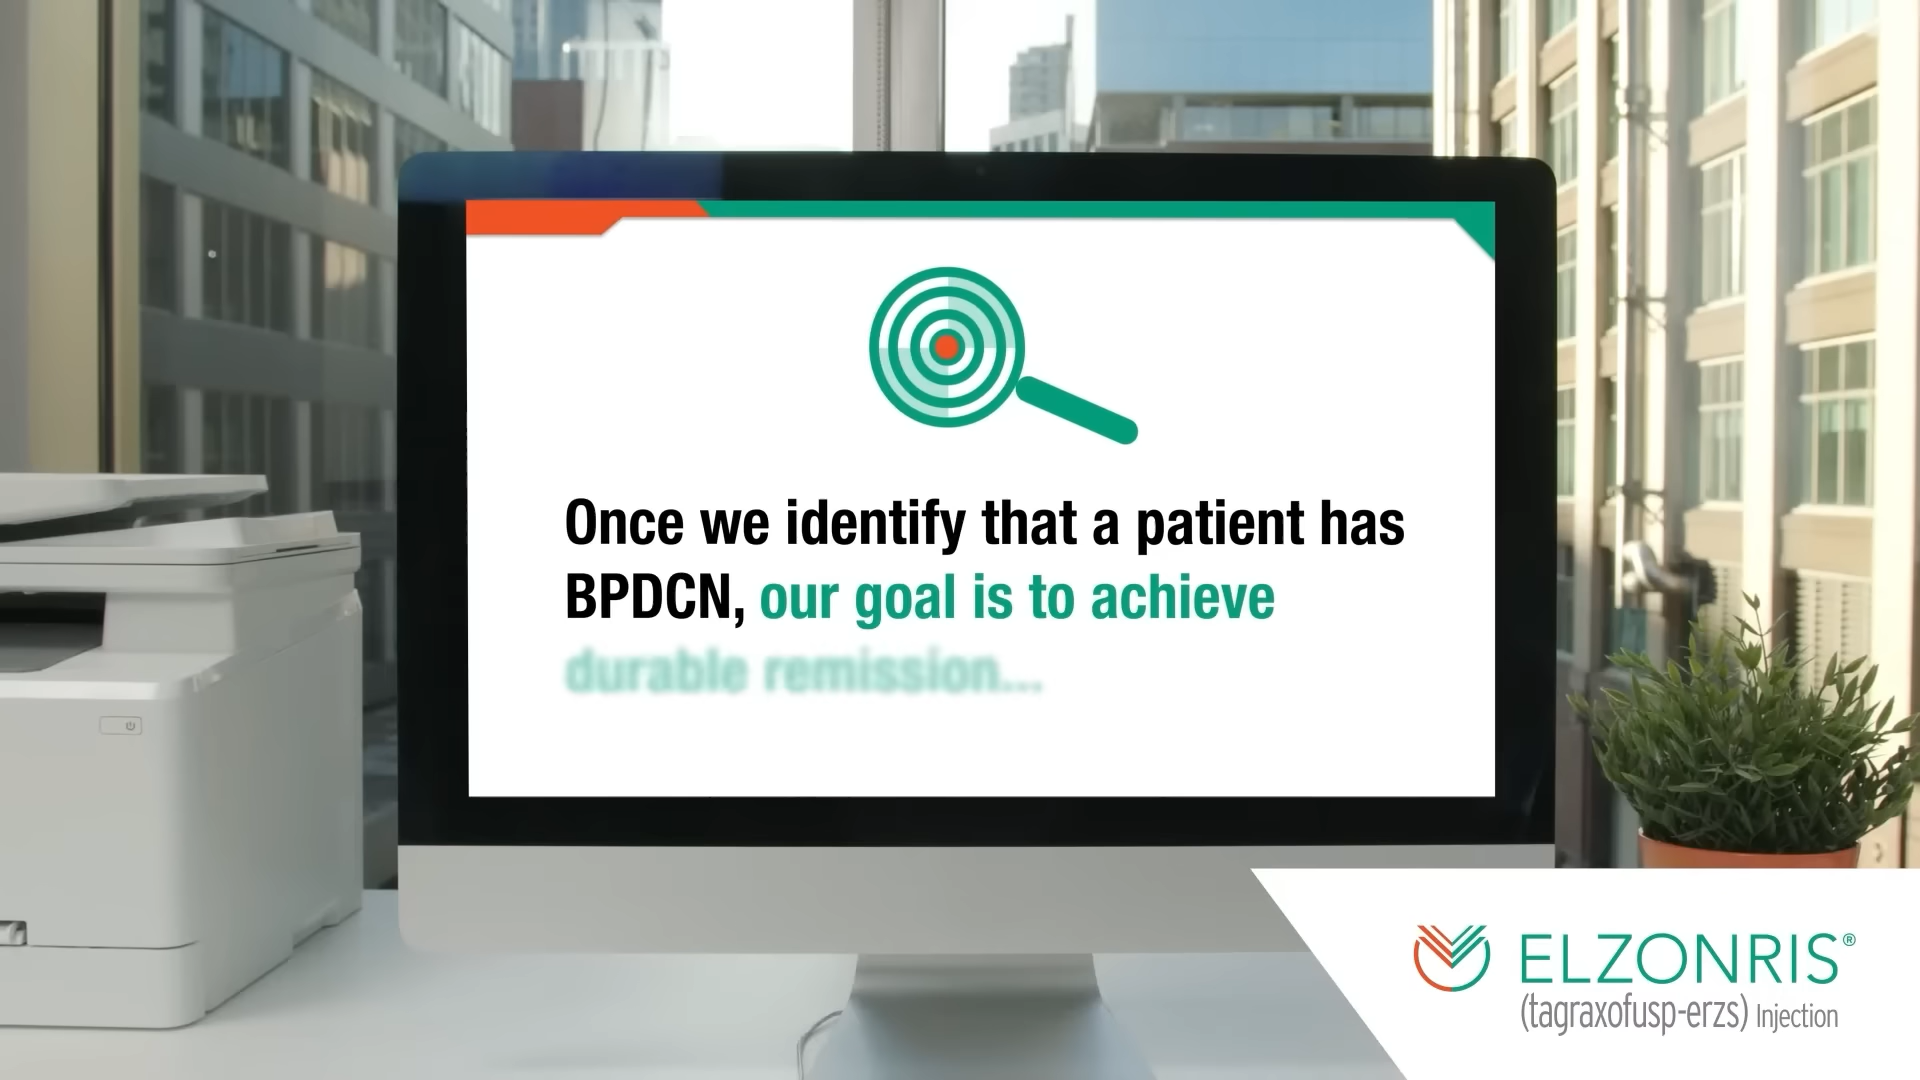 Once we identify that a patient has
BPDCN, our goal is to achieve
durable remission...
ELZONRIS®
(tagraxofusp-erzs) Injection